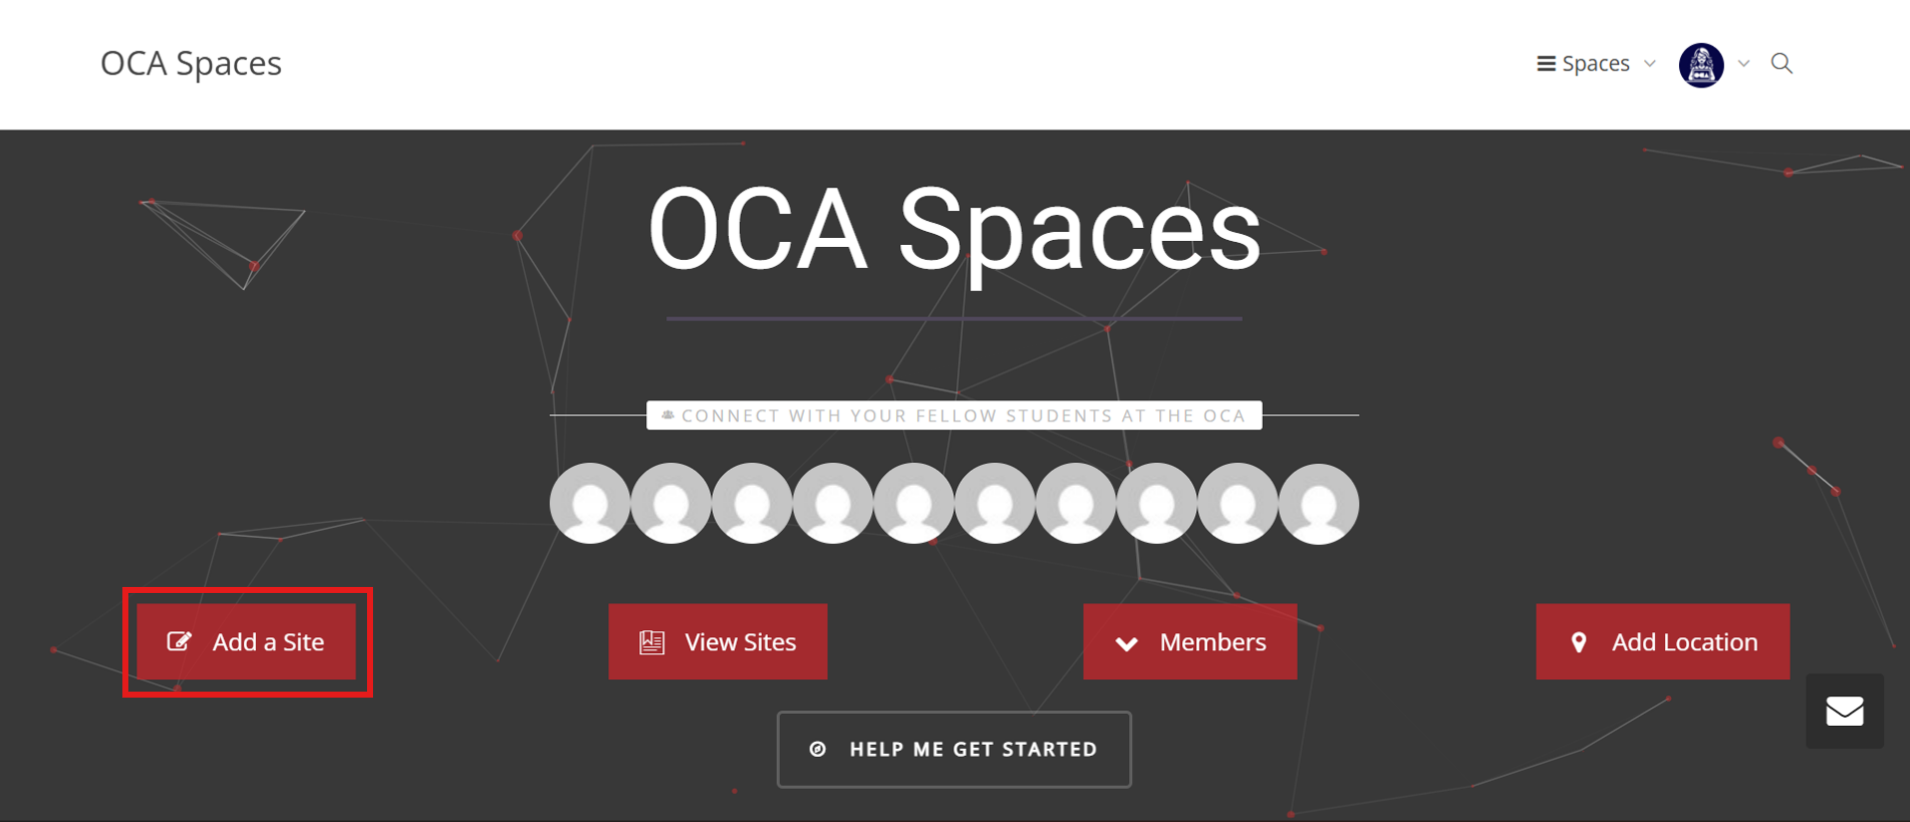 OCA Spaces
Spaces
OCA Spaces
CONNECT WITH YOUR FELLOW STUDENTS AT THE OCA
Add a Site
View Sites
Members
Add Location
HELP ME GET STARTED